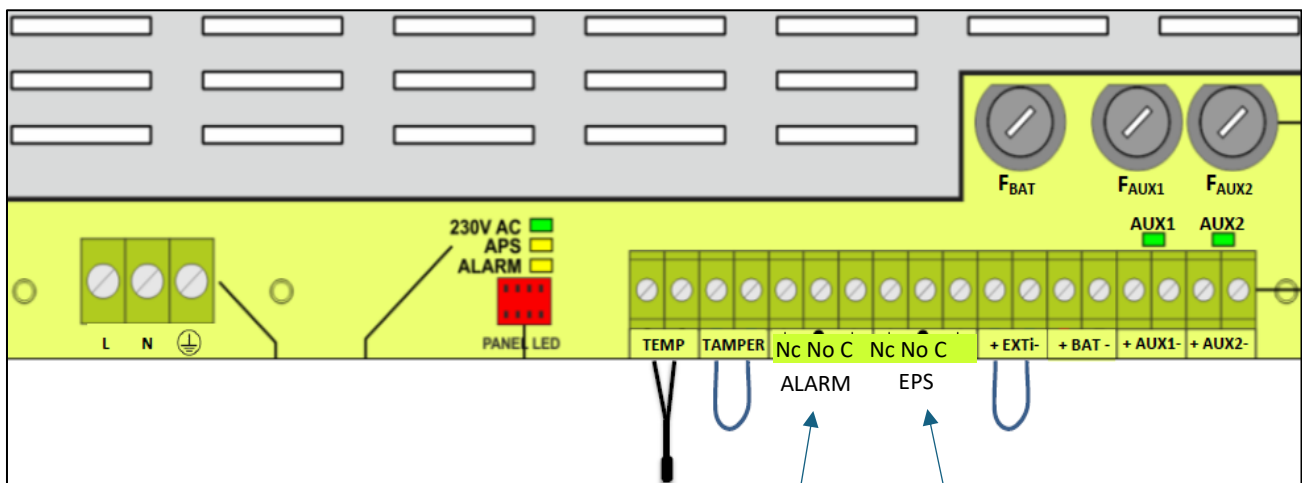 FBAT FAUX1 FAUX2
230V AC
APS
ALARM
AUX1 AUX2
L N
PANEL LED
TEMP TAMPER Nc No C Nc No C + EXTi- + BAT - + AUX1- + AUX2-
ALARM EPS